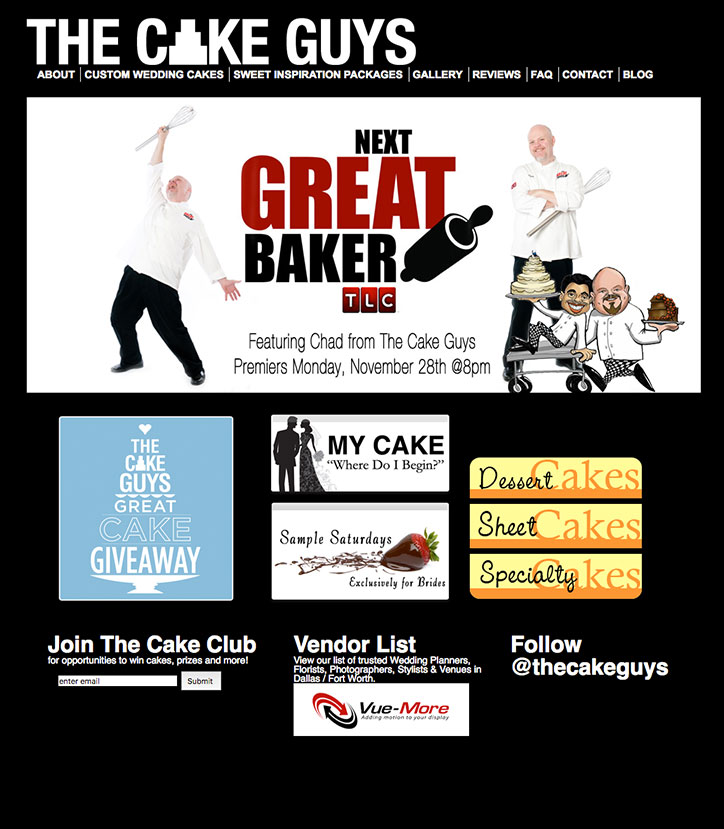 THE CAKE GUYS
ABOUT CUSTOM WEDDING CAKES SWEET INSPIRATION PACKAGES GALLERY REVIEWS FAQ CONTACT BLOG
NEXT
GREAT
BAKER
TLC
Featuring Chad from The Cake Guys
Premiers Monday, November 28th @8pm
THE
CAKE
GUYS
GREAT
CAKE
GIVEAWAY
MY CAKE
“Where Do I Begin?”
Sample Saturdays
Exclusively for Brides
Dessert Cakes
Sheet Cakes
Specialty Cakes
Join The Cake Club
for opportunities to win cakes, prizes and more!
enter email Submit
Vendor List
View our list of trusted Wedding Planners,
Florists, Photographers, Stylists & Venues in
Dallas / Fort Worth.
Vue-More
Adding motion to your display
Follow
@thecakeguys